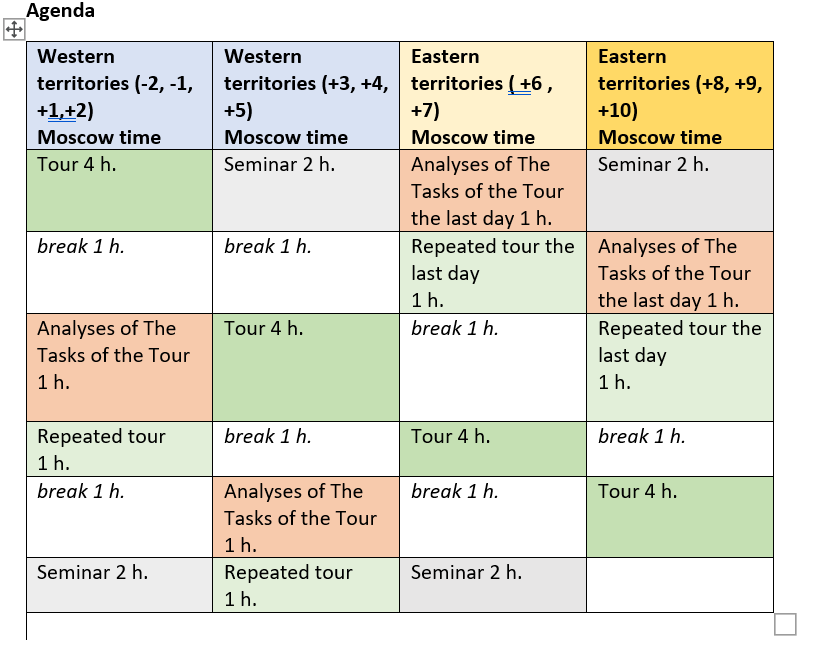 Agenda
Western
territories (-2, -1,
+1,+2)
Moscow time
Western
territories (+3, +4,
+5)
Moscow time
Eastern
territories ( +6 ,
+7)
Moscow time
Eastern
territories (+8, +9,
+10)
Moscow time
Tour 4 h.
Seminar 2 h.
Analyses of The
Tasks of the Tour
the last day 1 h.
Seminar 2 h.
break 1 h.
break 1 h.
Repeated tour the
last day
1 h.
Analyses of The
Tasks of the Tour
the last day 1 h.
Analyses of The
Tasks of the Tour
1 h.
Tour 4 h.
break 1 h.
Repeated tour the
last day
1 h.
Repeated tour
1 h.
break 1 h.
Tour 4 h.
break 1 h.
break 1 h.
Analyses of The
Tasks of the Tour
1 h.
break 1 h.
Tour 4 h.
Seminar 2 h.
Repeated tour
1 h.
Seminar 2 h.